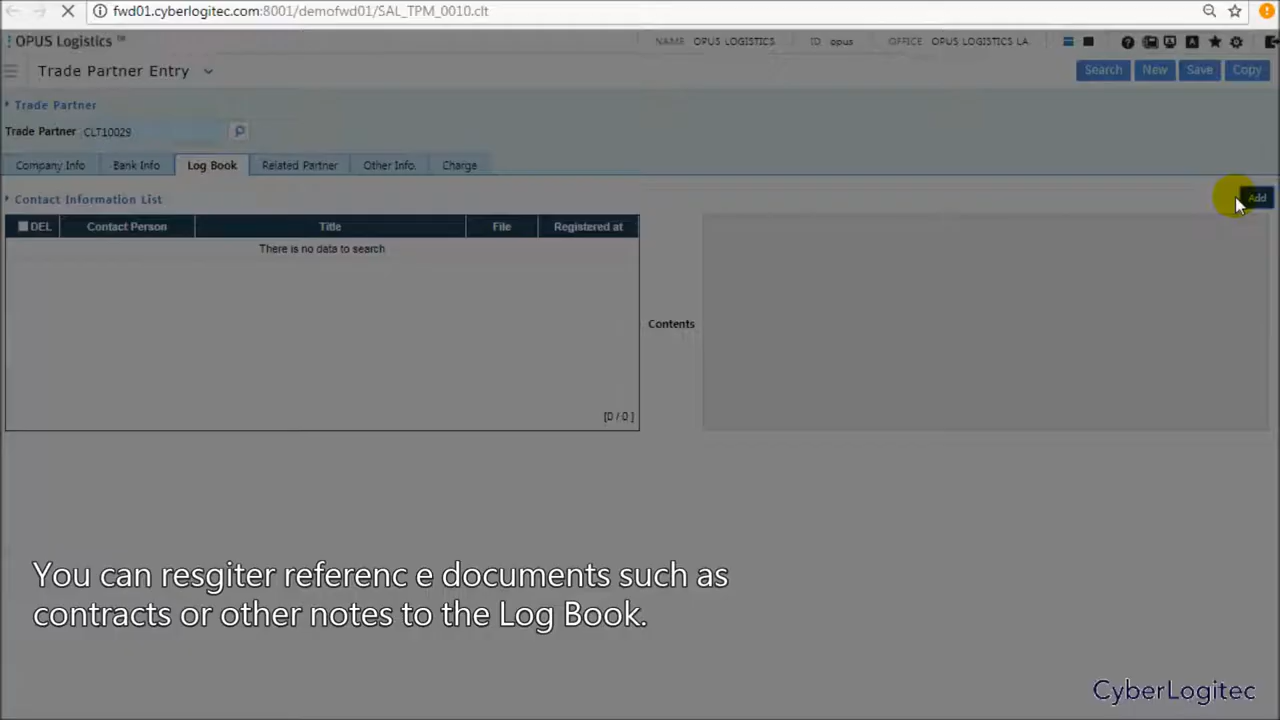 fwd01.cyberlogitec.com:8001/demofwd01/SAL_TPM_0010.clt
OPUS Logistics ™ NAME OPUS LOGISTICS ID opus OFFICE OPUS LOGISTICS LA
Trade Partner Entry Search New Save Copy
Trade Partner
Trade Partner CLT10029
Company Info Bank Info Log Book Related Partner Other Info. Charge
Contact Information List Add
DEL Contact Person Title File Registered at
There is no data to search
Contents
[0 / 0 ]
You can resgiter referenc e documents such as
contracts or other notes to the Log Book.
CyberLogitec